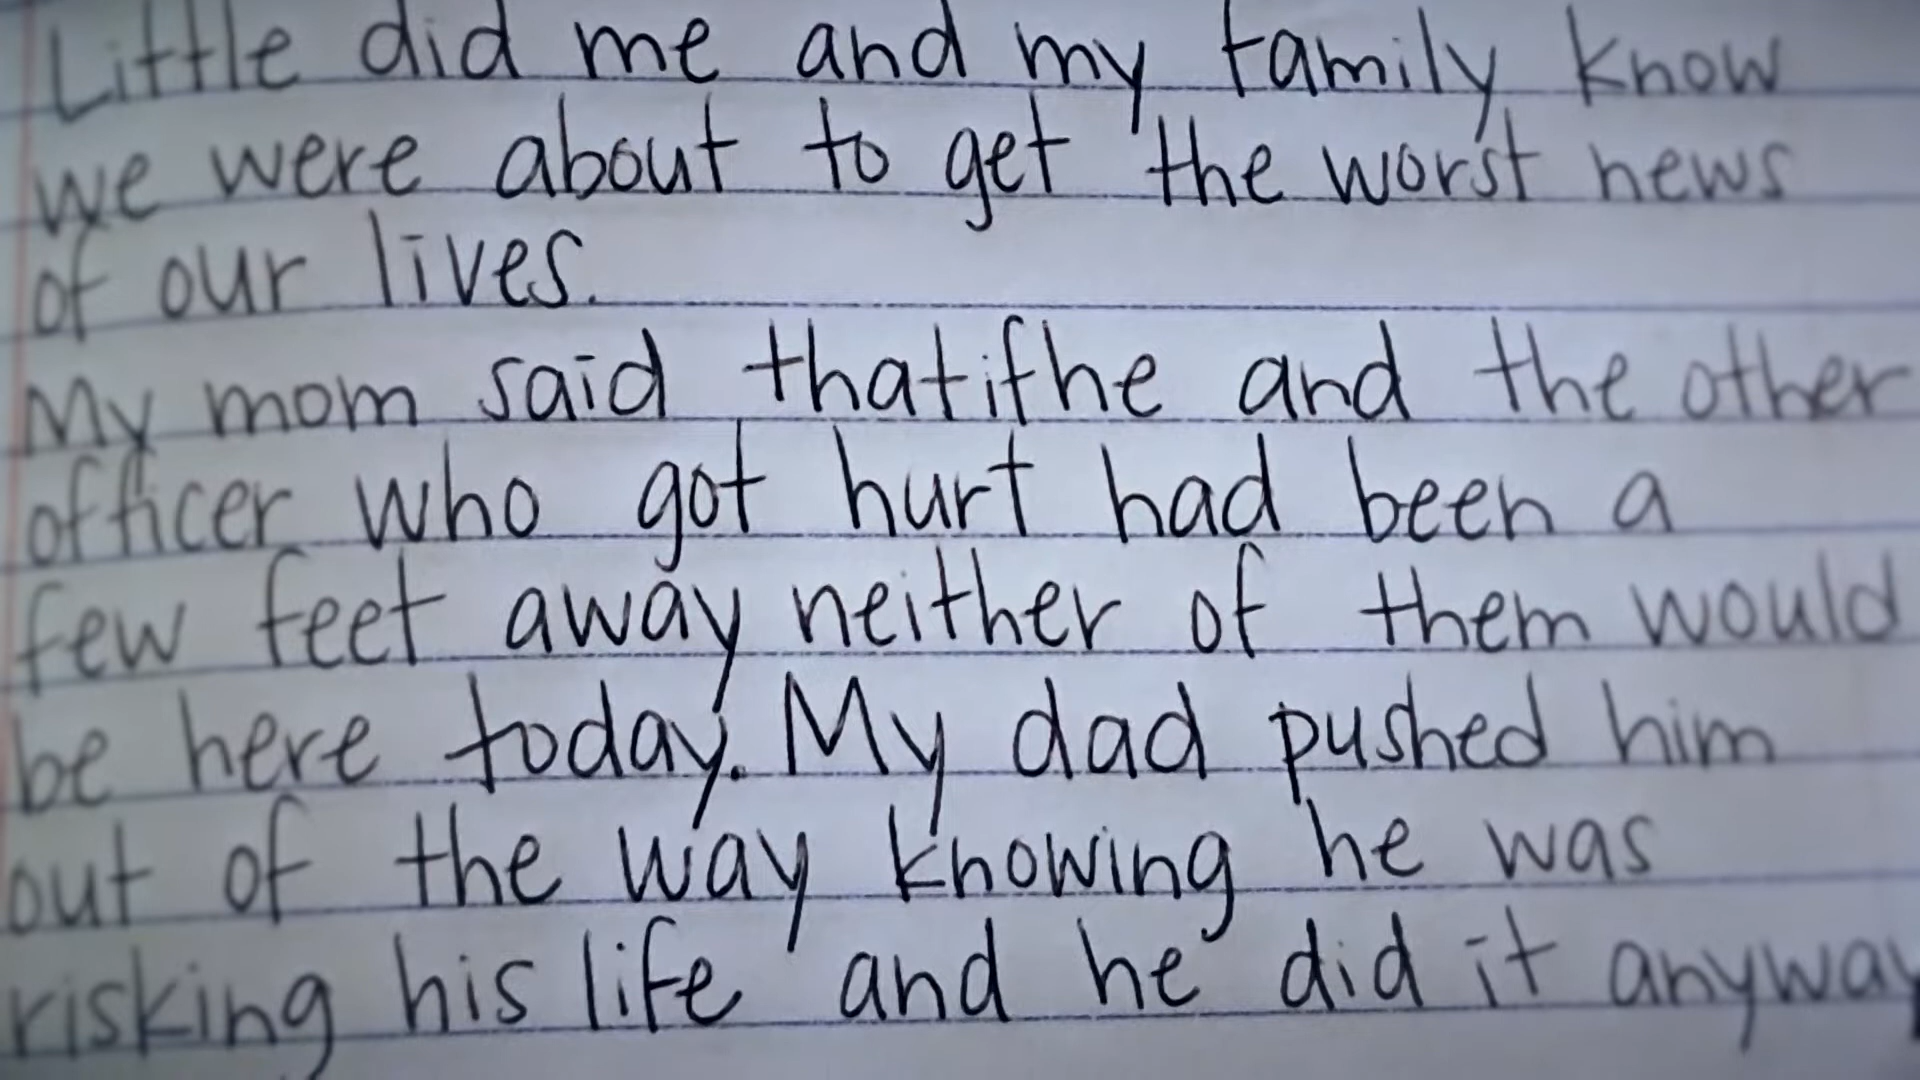 Little did me and my family know
we were about to get the worst news
of our lives.
My mom said thatifhe and the other
officer who got hurt had been a
few feet away neither of them would
be here today. My dad pushed him
out of the way knowing he was
risking his life and he did it anyway